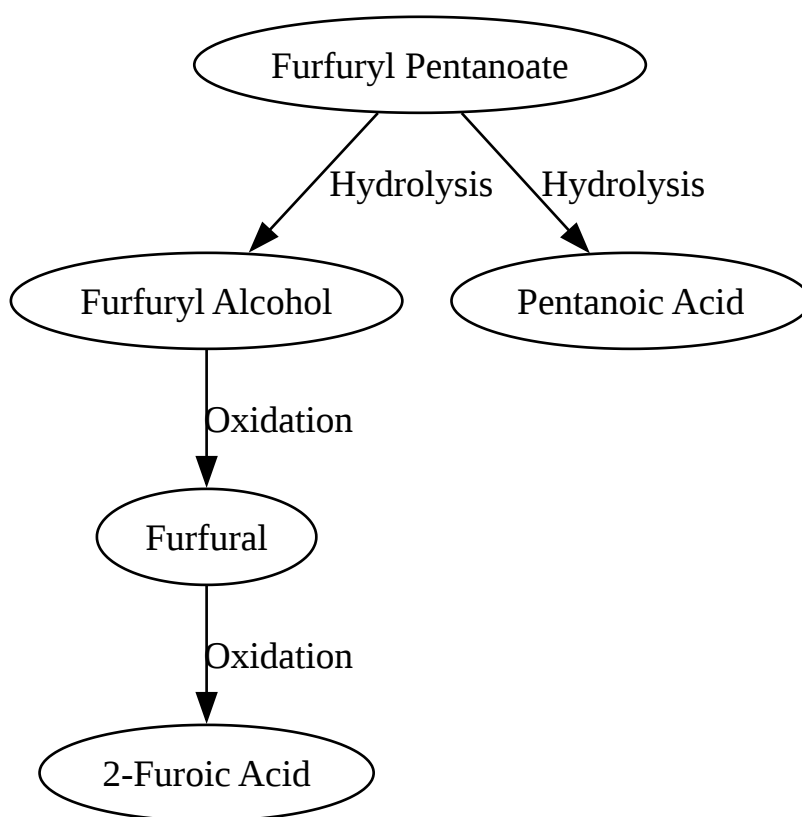 Furfuryl Pentanoate
Hydrolysis
Hydrolysis
Furfuryl Alcohol
Pentanoic Acid
Oxidation
Furfural
Oxidation
2-Furoic Acid